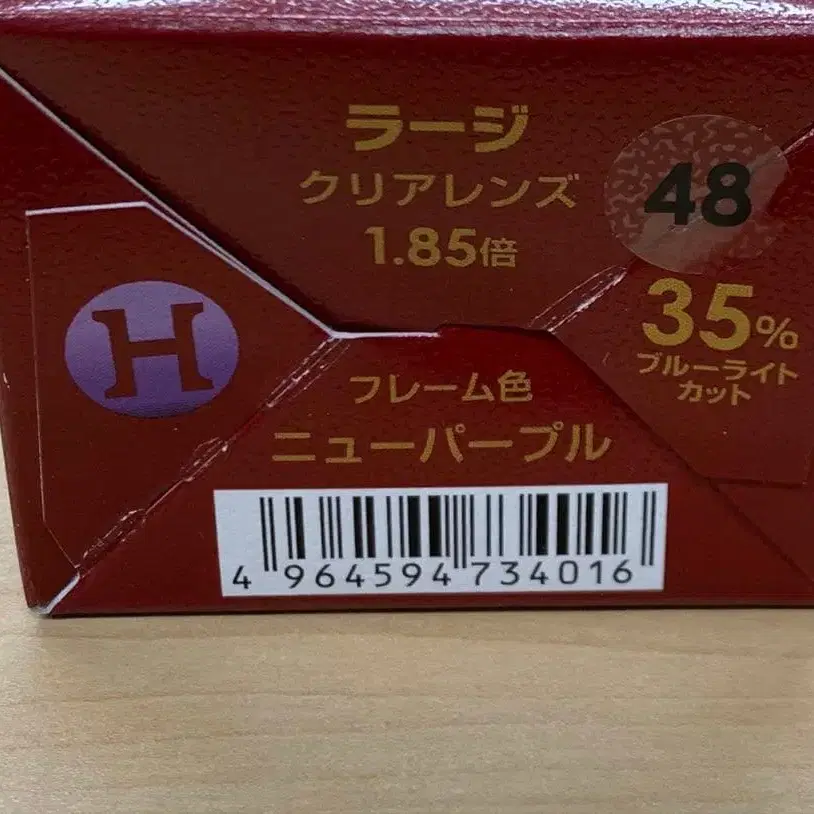 ラージ
クリアレンズ
1.85倍
48
35%
ブルーライト
カット
H
フレーム色
ニューパープル
4 964594 734016